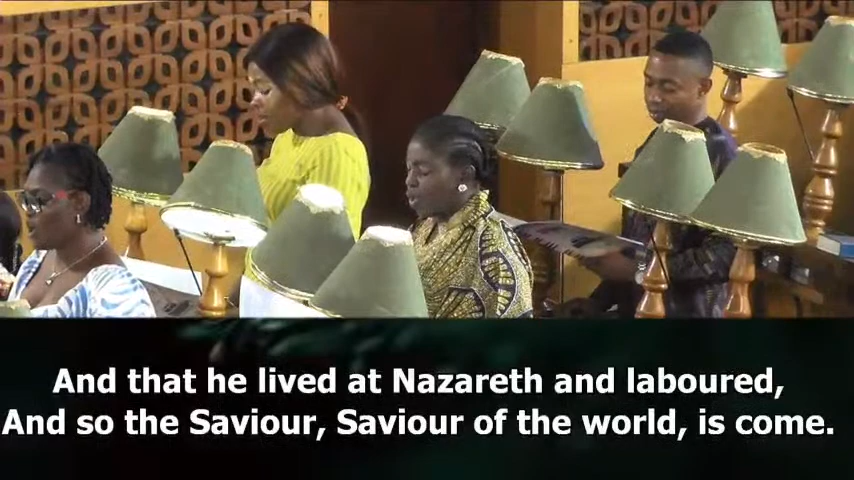 And that he lived at Nazareth and laboured,
And so the Saviour, Saviour of the world, is come.